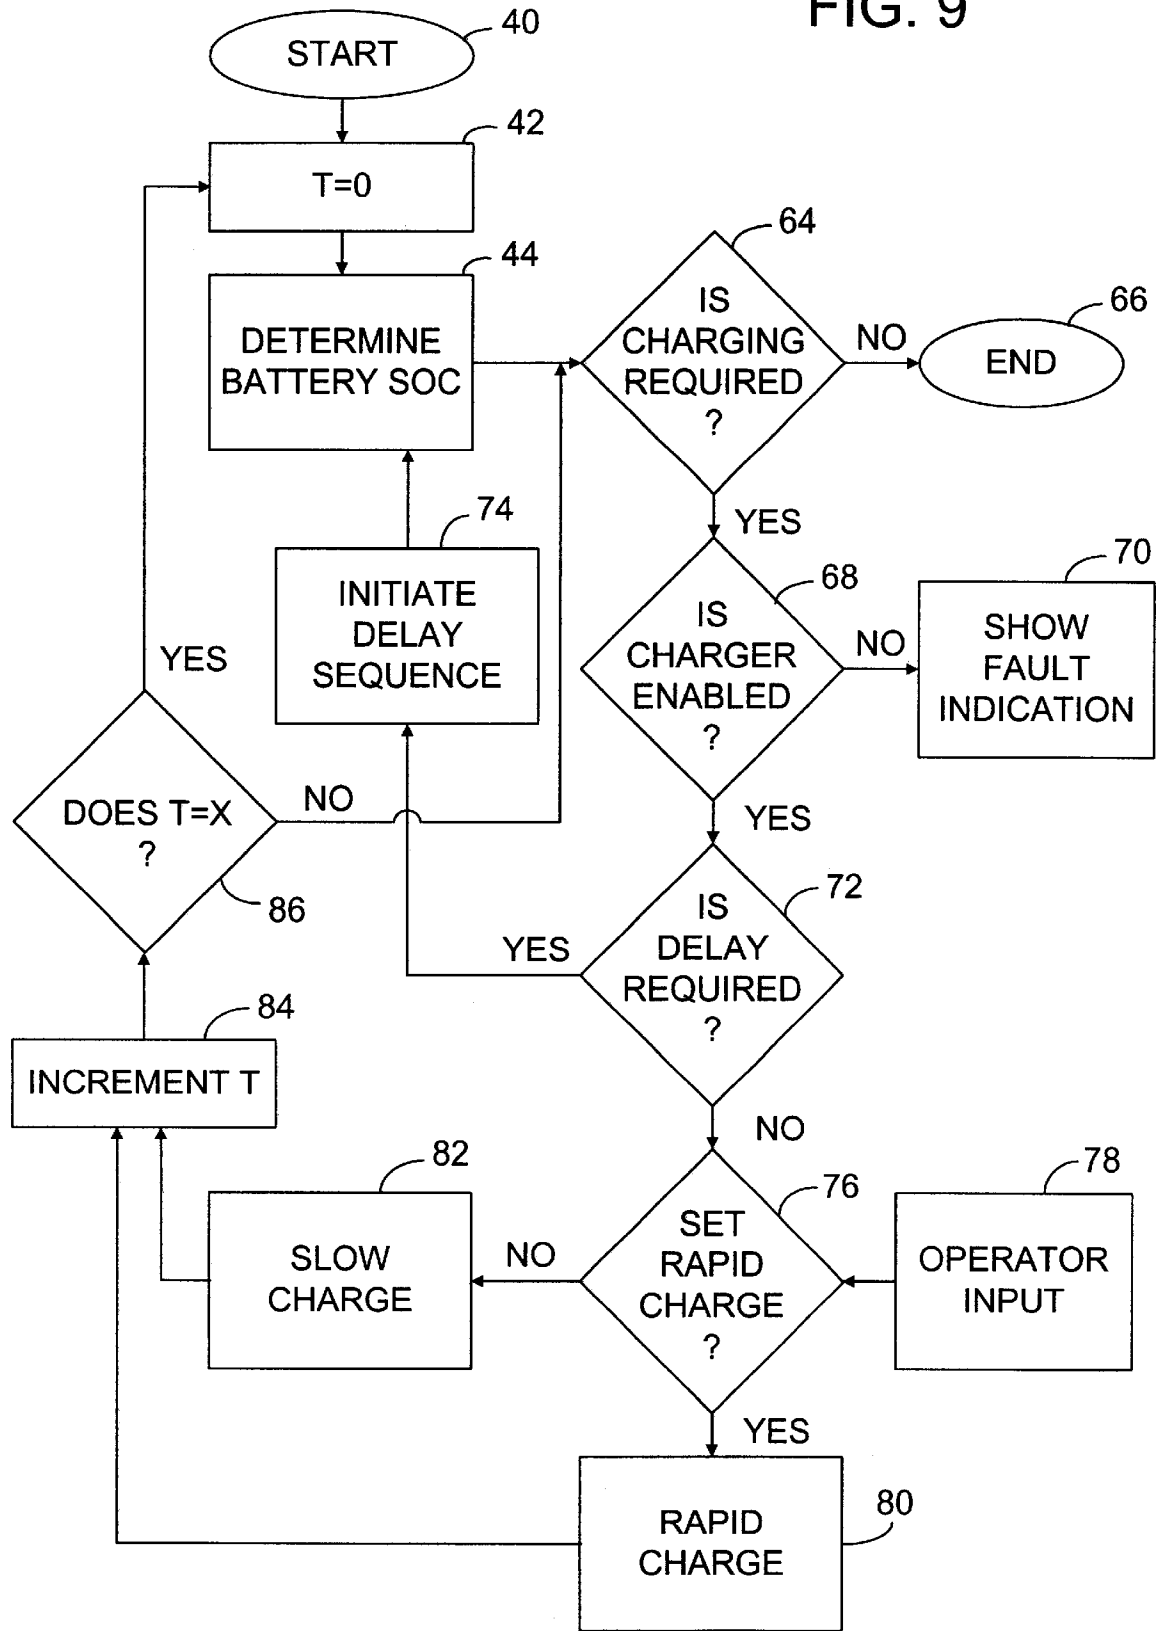 FIG. 9
40
START
42
T=0
44
DETERMINE
BATTERY SOC
64
IS
CHARGING
REQUIRED
?
NO
66
END
YES
74
INITIATE
DELAY
SEQUENCE
68
IS
CHARGER
ENABLED
?
NO
70
SHOW
FAULT
INDICATION
YES
YES
DOES T=X
?
NO
86
72
IS
DELAY
REQUIRED
?
YES
NO
84
INCREMENT T
82
SLOW
CHARGE
NO
76
SET
RAPID
CHARGE
?
78
OPERATOR
INPUT
YES
80
RAPID
CHARGE